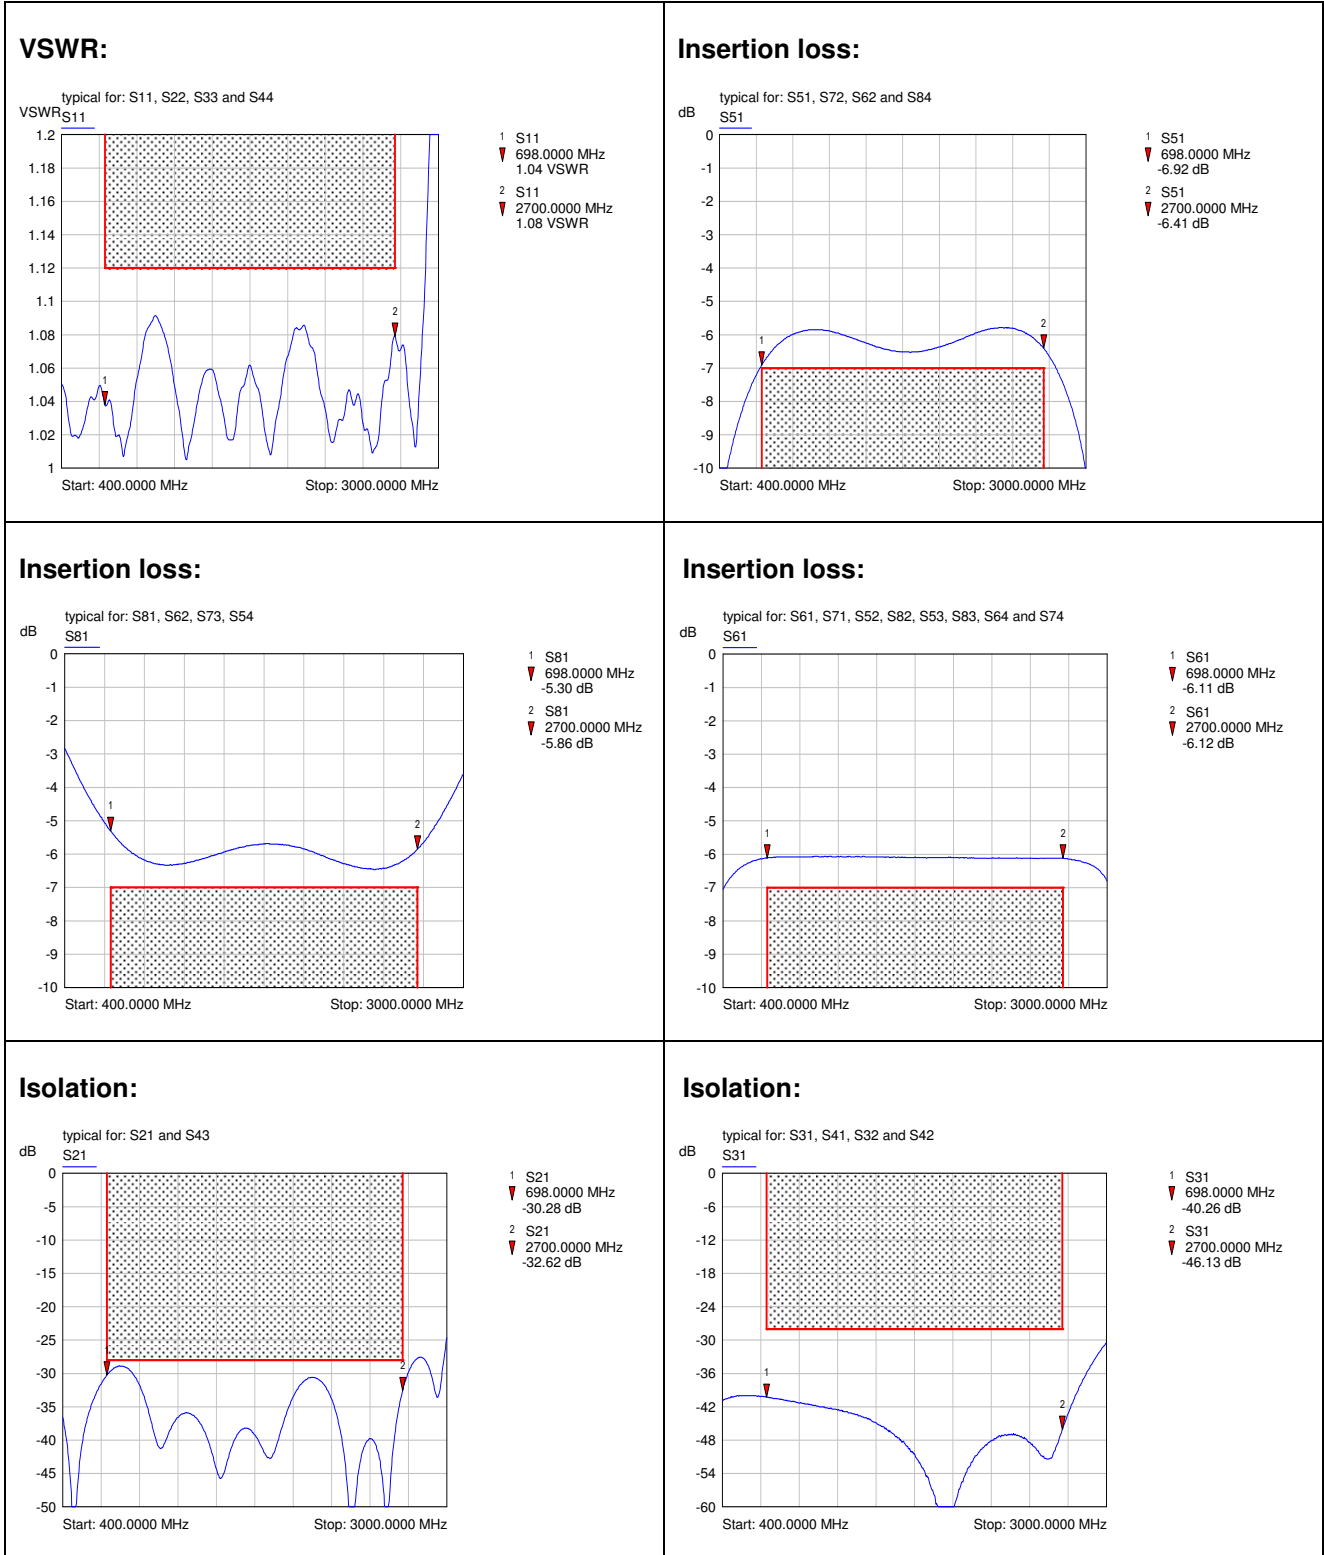 VSWR:
typical for: S11, S22, S33 and S44
VSWR
S11
1.2
1.18
1.16
1.14
1.12
1.1
1.08
1.06
1.04
1.02
1
1
2
Start: 400.0000 MHz
Stop: 3000.0000 MHz
1 S11
698.0000 MHz
1.04 VSWR
2 S11
2700.0000 MHz
1.08 VSWR
Insertion loss:
typical for: S51, S72, S62 and S84
dB
S51
0
-1
-2
-3
-4
-5
-6
-7
-8
-9
-10
1
2
Start: 400.0000 MHz
Stop: 3000.0000 MHz
1 S51
698.0000 MHz
-6.92 dB
2 S51
2700.0000 MHz
-6.41 dB
Insertion loss:
typical for: S81, S62, S73, S54
dB
S81
0
-1
-2
-3
-4
-5
-6
-7
-8
-9
-10
1
2
Start: 400.0000 MHz
Stop: 3000.0000 MHz
1 S81
698.0000 MHz
-5.30 dB
2 S81
2700.0000 MHz
-5.86 dB
Insertion loss:
typical for: S61, S71, S52, S82, S53, S83, S64 and S74
dB
S61
0
-1
-2
-3
-4
-5
-6
-7
-8
-9
-10
1
2
Start: 400.0000 MHz
Stop: 3000.0000 MHz
1 S61
698.0000 MHz
-6.11 dB
2 S61
2700.0000 MHz
-6.12 dB
Isolation:
typical for: S21 and S43
dB
S21
0
-5
-10
-15
-20
-25
-30
-35
-40
-45
-50
1
2
Start: 400.0000 MHz
Stop: 3000.0000 MHz
1 S21
698.0000 MHz
-30.28 dB
2 S21
2700.0000 MHz
-32.62 dB
Isolation:
typical for: S31, S41, S32 and S42
dB
S31
0
-6
-12
-18
-24
-30
-36
-42
-48
-54
-60
1
2
Start: 400.0000 MHz
Stop: 3000.0000 MHz
1 S31
698.0000 MHz
-40.26 dB
2 S31
2700.0000 MHz
-46.13 dB